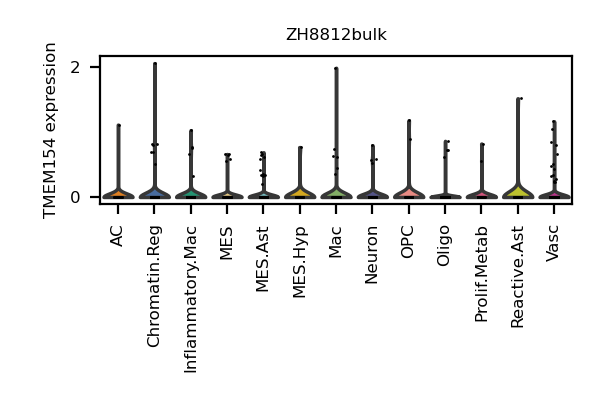 ZH8812bulk
TMEM154 expression
2
0
AC
Chromatin.Reg
Inflammatory.Mac
MES
MES.Ast
MES.Hyp
Mac
Neuron
OPC
Oligo
Prolif.Metab
Reactive.Ast
Vasc